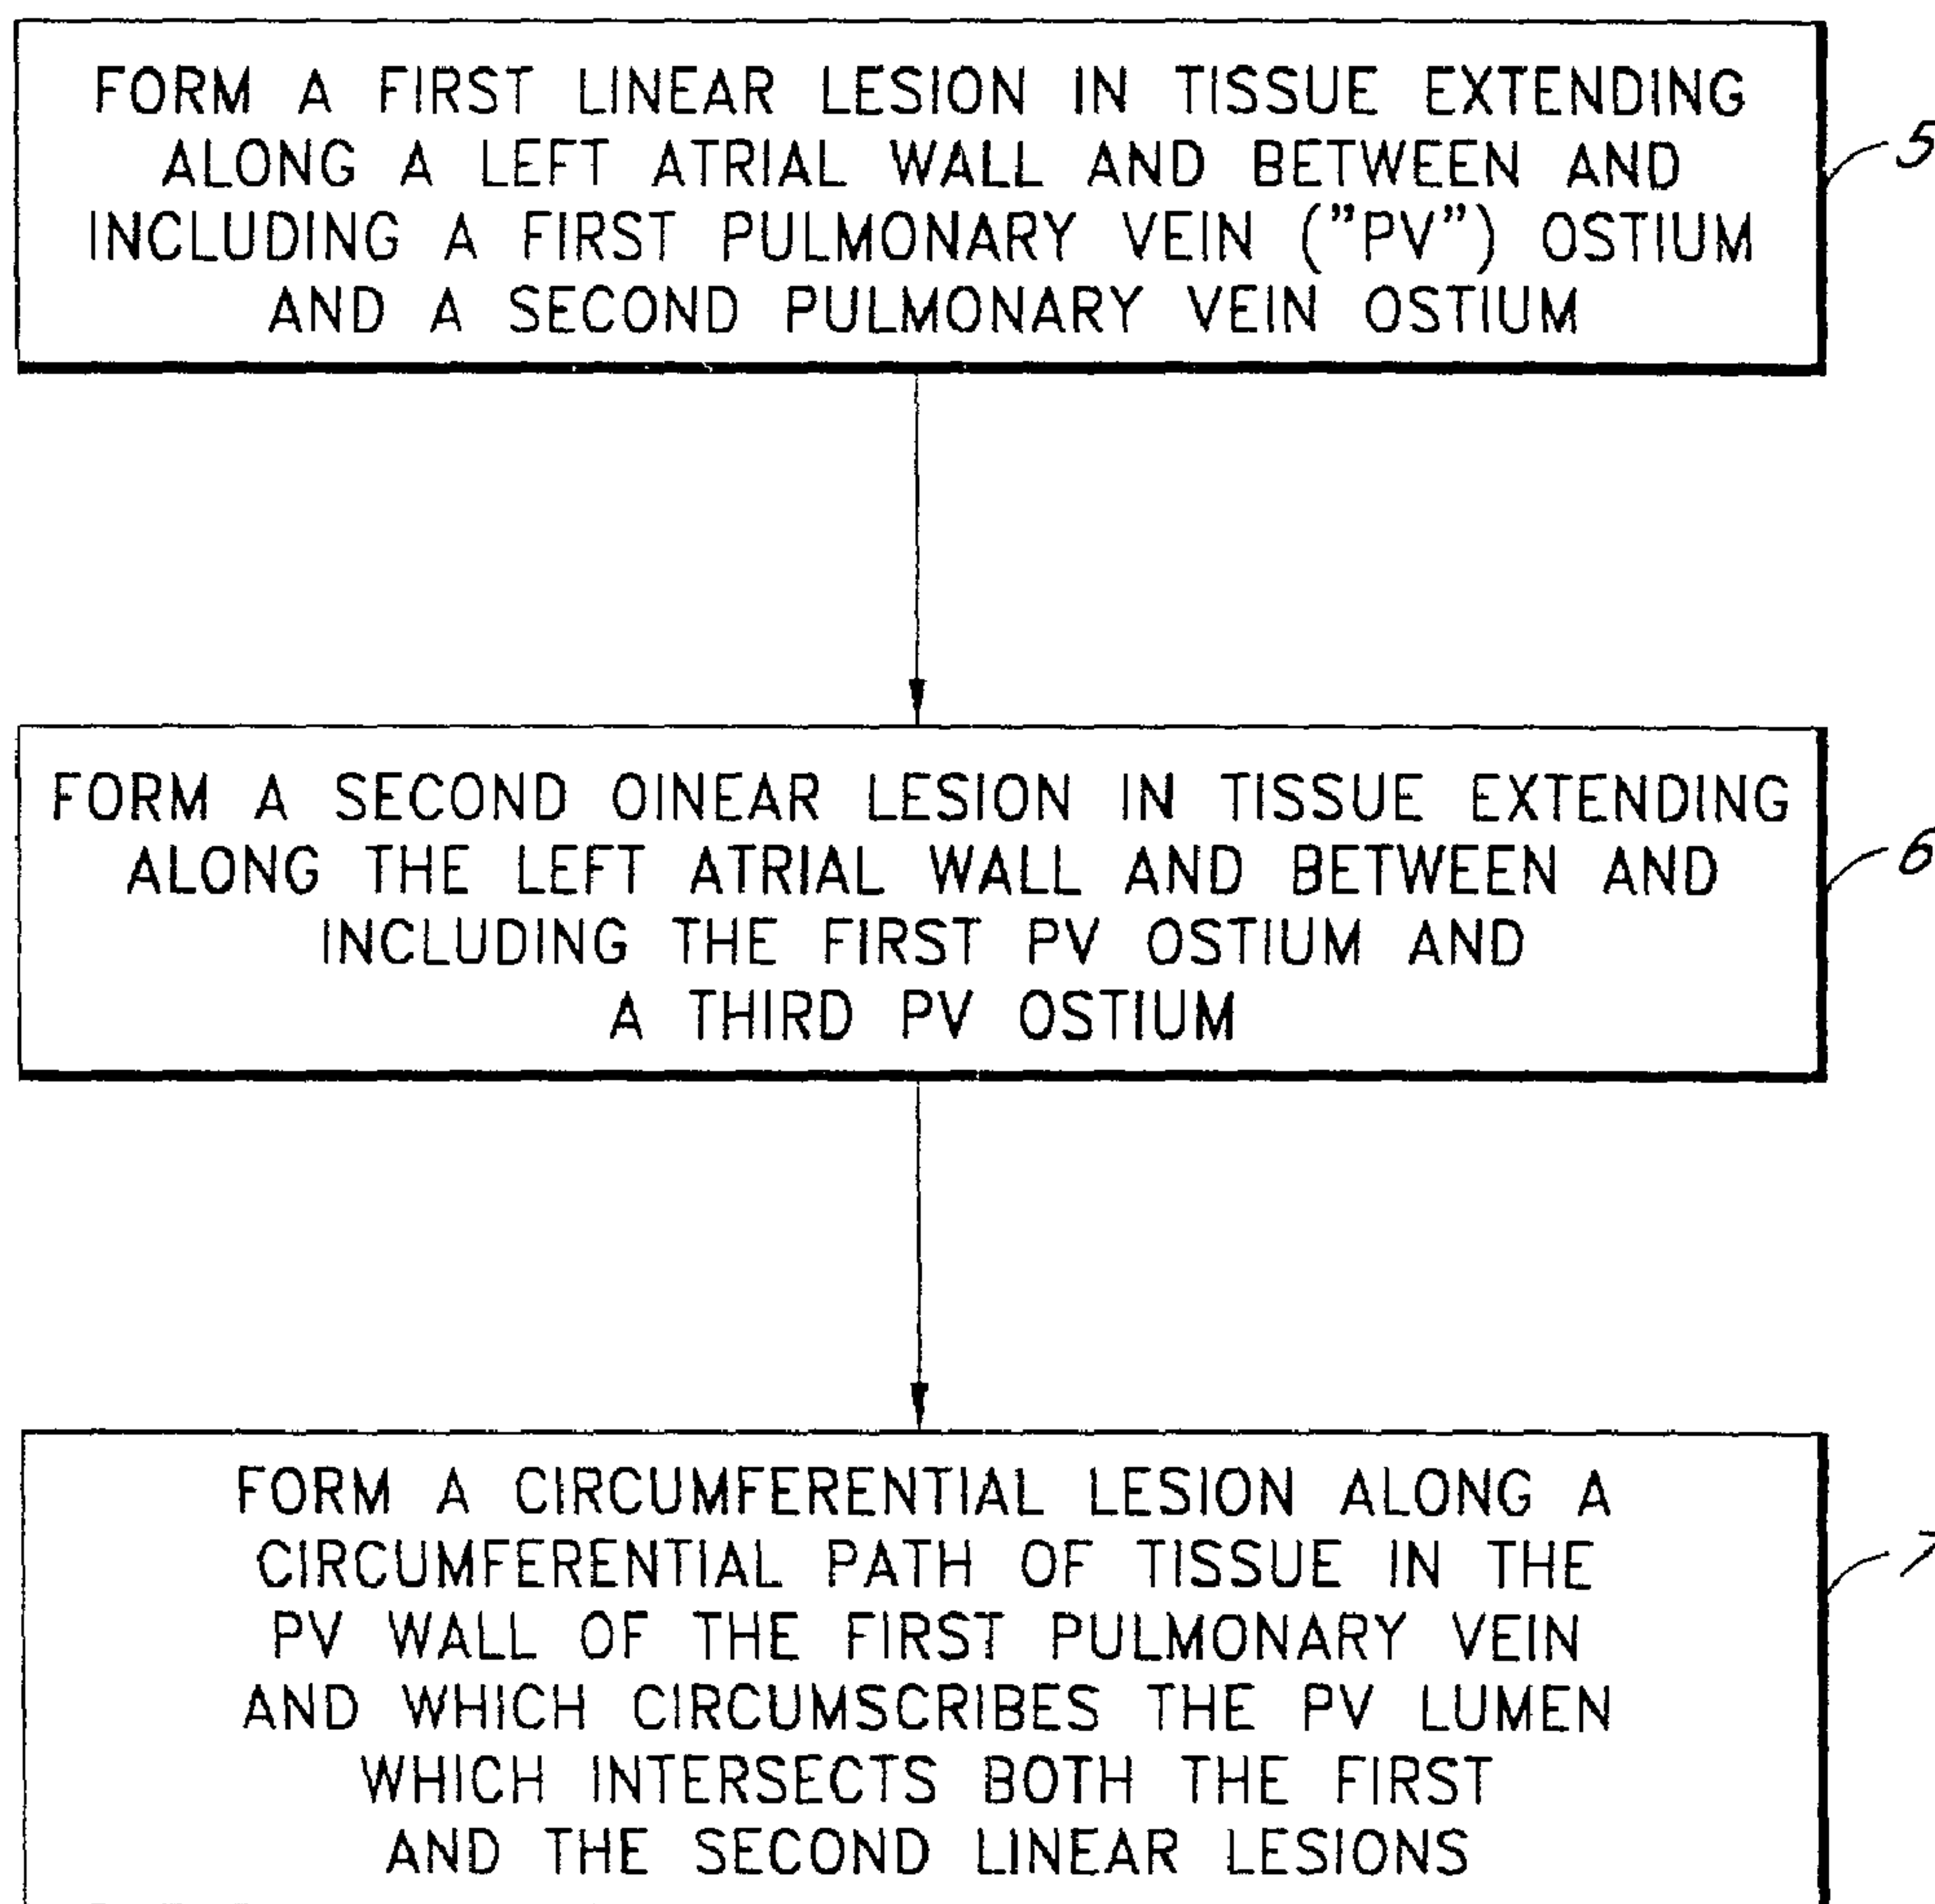 FORM A FIRST LINEAR LESION IN TISSUE EXTENDING
ALONG A LEFT ATRIAL WALL AND BETWEEN AND
INCLUDING A FIRST PULMONARY VEIN ("PV") OSTIUM
AND A SECOND PULMONARY VEIN OSTIUM
5
FORM A SECOND OINEAR LESION IN TISSUE EXTENDING
ALONG THE LEFT ATRIAL WALL AND BETWEEN AND
INCLUDING THE FIRST PV OSTIUM AND
A THIRD PV OSTIUM
6
FORM A CIRCUMFERENTIAL LESION ALONG A
CIRCUMFERENTIAL PATH OF TISSUE IN THE
PV WALL OF THE FIRST PULMONARY VEIN
AND WHICH CIRCUMSCRIBES THE PV LUMEN
WHICH INTERSECTS BOTH THE FIRST
AND THE SECOND LINEAR LESIONS
7